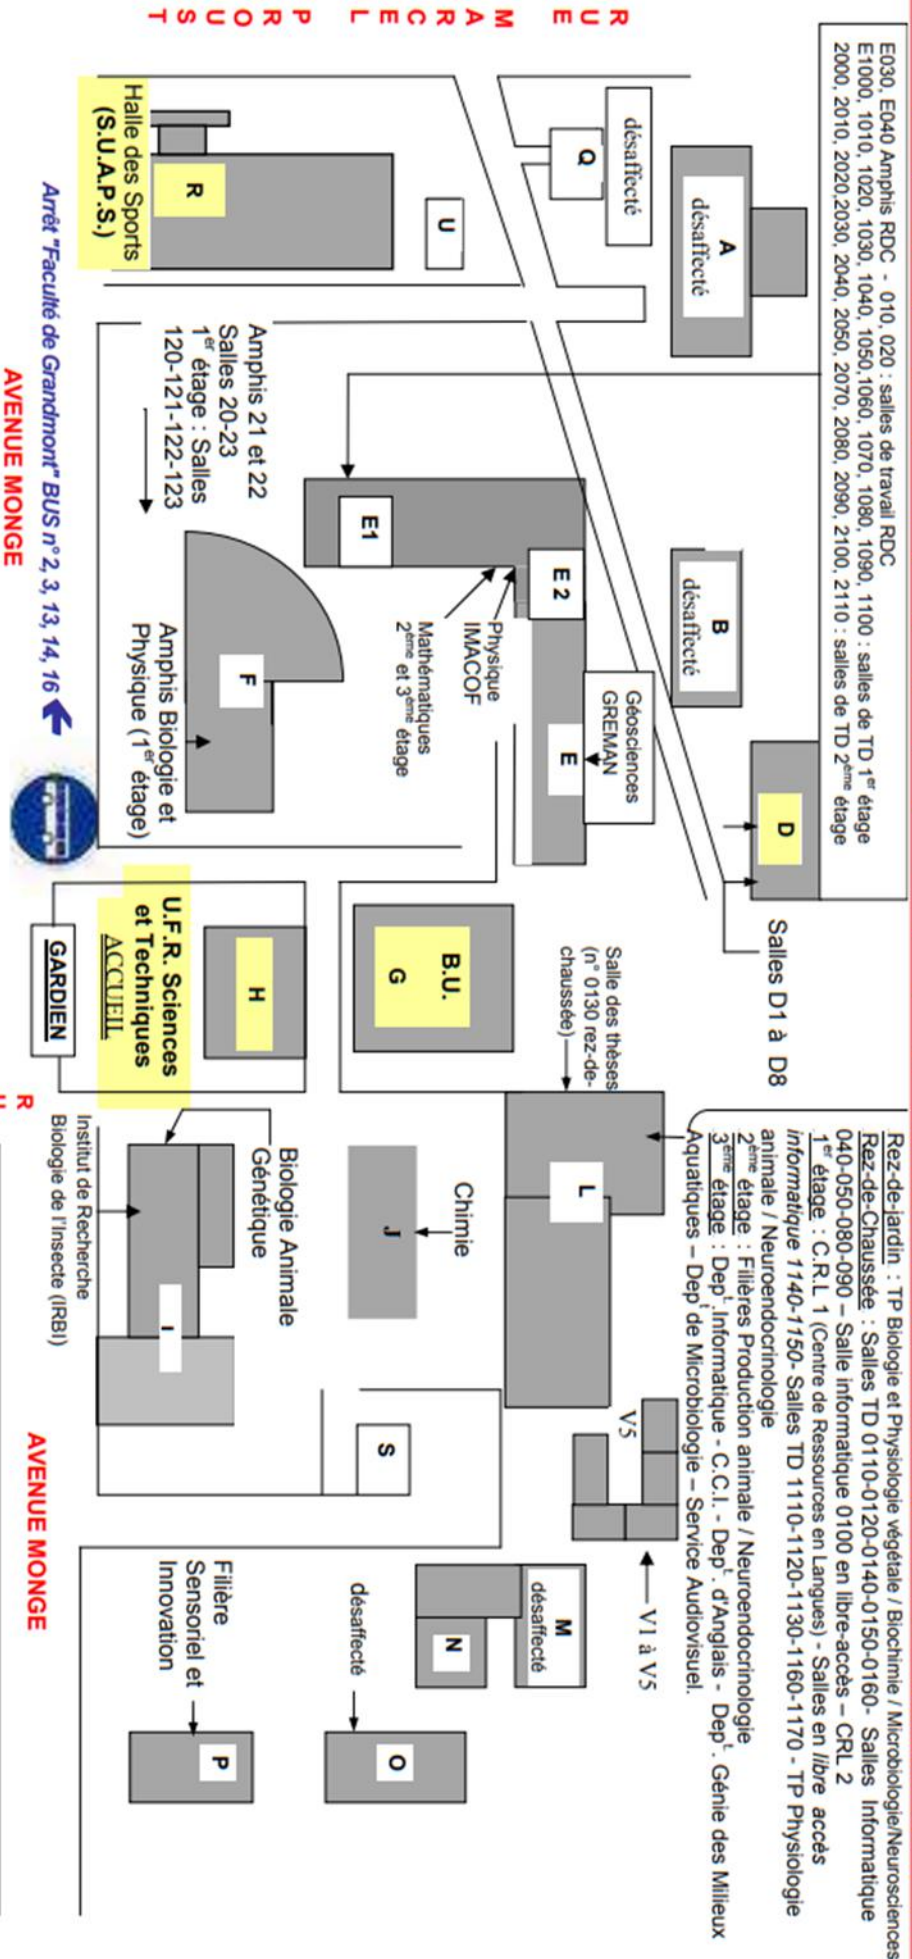 E030, E040 Amphis RDC - 010, 020 : salles de travail RDC
E1000, 1010, 1020, 1030, 1040, 1050,1060, 1070, 1080, 1090, 1100 : salles de TD 1er étage
2000, 2010, 2020,2030, 2040, 2050, 2070, 2080, 2090, 2100, 2110 : salles de TD 2ème étage
Rez-de-jardin : TP Biologie et Physiologie végétale / Biochimie / Microbiologie/Neurosciences
Rez-de-Chaussée : Salles TD 0110-0120-0140-0150-0160- Salles Informatique
040-050-080-090 – Salle informatique 0100 en libre-accès – CRL 2
1er étage : C.R.L 1 (Centre de Ressources en Langues) - Salles en libre accès
informatique 1140-1150- Salles TD 1110-1120-1130-1160-1170 - TP Physiologie
animale / Neuroendocrinologie
2ème étage : Filières Production animale / Neuroendocrinologie
3ème étage : Dept.Informatique - C.C.I. - Dept. d'Anglais - Dept. Génie des Milieux
Aquatiques – Dept de Microbiologie – Service Audiovisuel.
A
désaffecté
désaffecté
Q
B
désaffecté
D
Salles D1 à D8
RUE MARCEL PROUST
U
R
Halle des Sports
(S.U.A.P.S.)
E1
E 2
E
Géosciences
GREMAN
Physique
IMACOF
Mathématiques
2ème et 3ème étage
Amphis 21 et 22
Salles 20-23
1er étage : Salles
120-121-122-123
F
Amphis Biologie et
Physique (1er étage)
Salle des thèses
(n° 0130 rez-de-
chaussée)
B.U.
G
L
V5
V1 à V5
M
désaffecté
N
Chimie
J
S
désaffecté
O
H
U.F.R. Sciences
et Techniques
ACCUEIL
GARDIEN
Biologie Animale
Génétique
I
Institut de Recherche
Biologie de l'Insecte (IRBI)
Filière
Sensoriel et
Innovation
P
Arrêt "Faculté de Grandmont" BUS n° 2, 3, 13, 14, 16
AVENUE MONGE
R
AVENUE MONGE